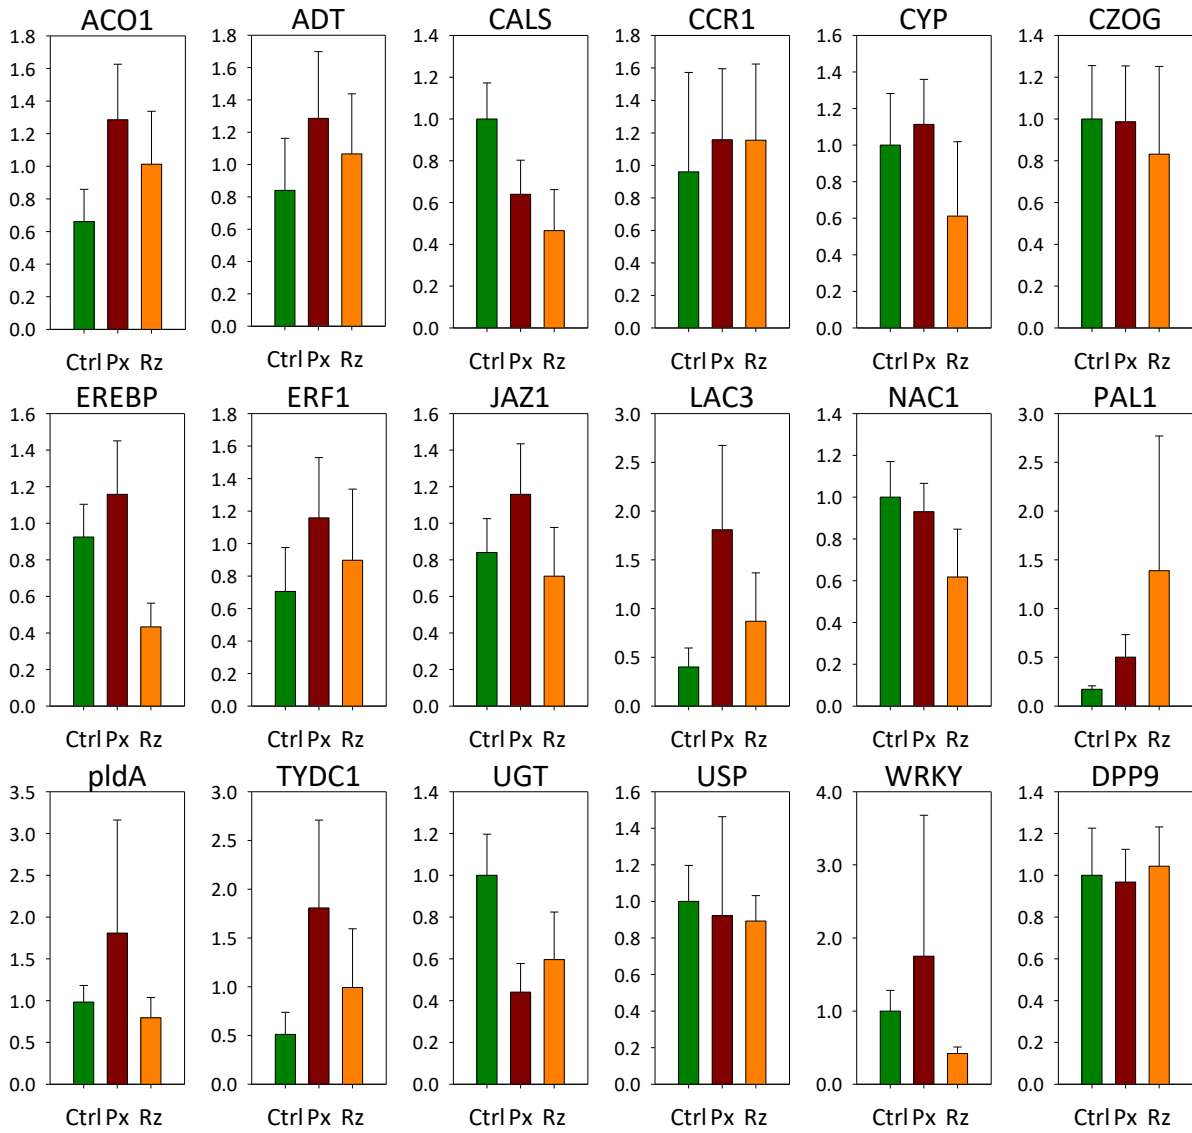 ACO1 ADT CALS CCR1 CYP CZOG
1.8 1.8 1.4 1.8 1.6 1.4
1.6 1.6 1.2 1.6 1.4 1.2
1.4 1.4 1.0 1.4 1.2 1.0
1.2 1.2 0.8 1.2 1.0 0.8
1.0 1.0 0.6 1.0 0.8 0.6
0.8 0.8 0.4 0.8 0.6 0.4
0.6 0.6 0.2 0.6 0.4 0.2
0.4 0.4 0.0 0.4 0.2 0.0
0.2 0.2 0.2 0.0
0.0 0.0 0.0
Ctrl Px Rz Ctrl Px Rz Ctrl Px Rz Ctrl Px Rz Ctrl Px Rz Ctrl Px Rz
EREBP ERF1 JAZ1 LAC3 NAC1 PAL1
1.6 1.8 1.6 3.0 1.4 3.0
1.4 1.6 1.4 2.5 1.2 2.5
1.2 1.4 1.2 2.0 1.0 2.0
1.0 1.2 1.0 1.5 0.8 1.5
0.8 1.0 0.8 1.0 0.6 1.0
0.6 0.8 0.6 0.5 0.4 0.5
0.4 0.6 0.4 0.0 0.2 0.0
0.2 0.4 0.2 0.0
0.0 0.2 0.0
0.0
Ctrl Px Rz Ctrl Px Rz Ctrl Px Rz Ctrl Px Rz Ctrl Px Rz Ctrl Px Rz
pldA TYDC1 UGT USP WRKY DPP9
3.5 3.0 1.4 1.6 4.0 1.4
3.0 2.5 1.2 1.4 3.0 1.2
2.5 2.0 1.0 1.2 2.0 1.0
2.0 1.5 0.8 1.0 1.0 0.8
1.5 1.0 0.6 0.8 0.0 0.6
1.0 0.5 0.4 0.6 0.4
0.5 0.0 0.2 0.4 0.2
0.0 0.0 0.2 0.0
0.0
Ctrl Px Rz Ctrl Px Rz Ctrl Px Rz Ctrl Px Rz Ctrl Px Rz Ctrl Px Rz